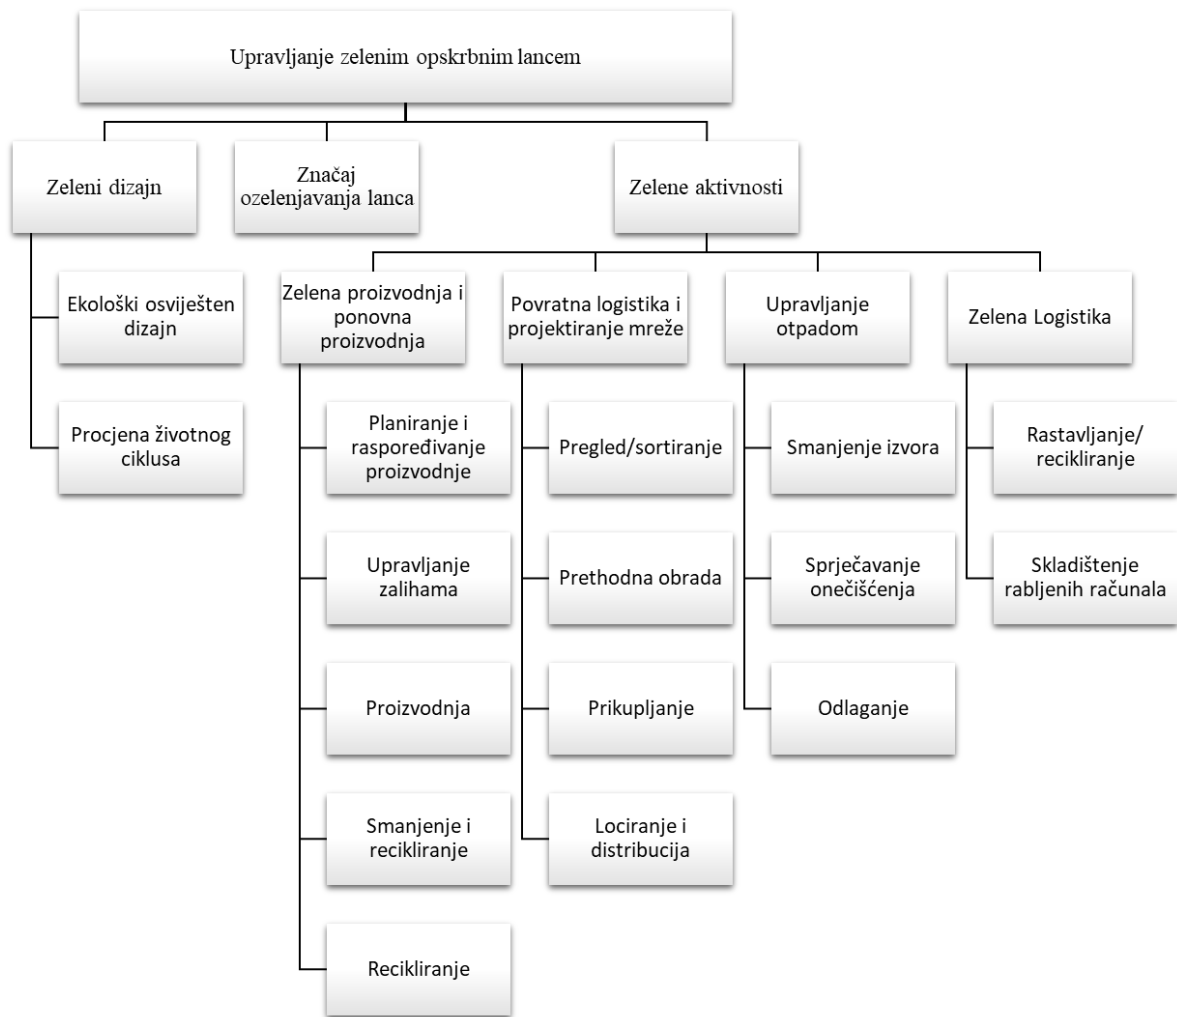 Upravljanje zelenim opskrbnim lancem
Zeleni dizajn
Značaj
ozelenjavanja lanca
Zelene aktivnosti
Ekološki osviješten
dizajn
Procjena životnog
ciklusa
Zelena proizvodnja i
ponovna
proizvodnja
Povratna logistika i
projektiranje mreže
Upravljanje
otpadom
Zelena Logistika
Planiranje i
raspoređivanje
proizvodnje
Upravljanje
zalihama
Proizvodnja
Smanjenje i
recikliranje
Recikliranje
Pregled/sortiranje
Prethodna obrada
Prikupljanje
Lociranje i
distribucija
Smanjenje izvora
Sprječavanje
onečišćenja
Odlaganje
Rastavljanje/
recikliranje
Skladištenje
rabljenih računala